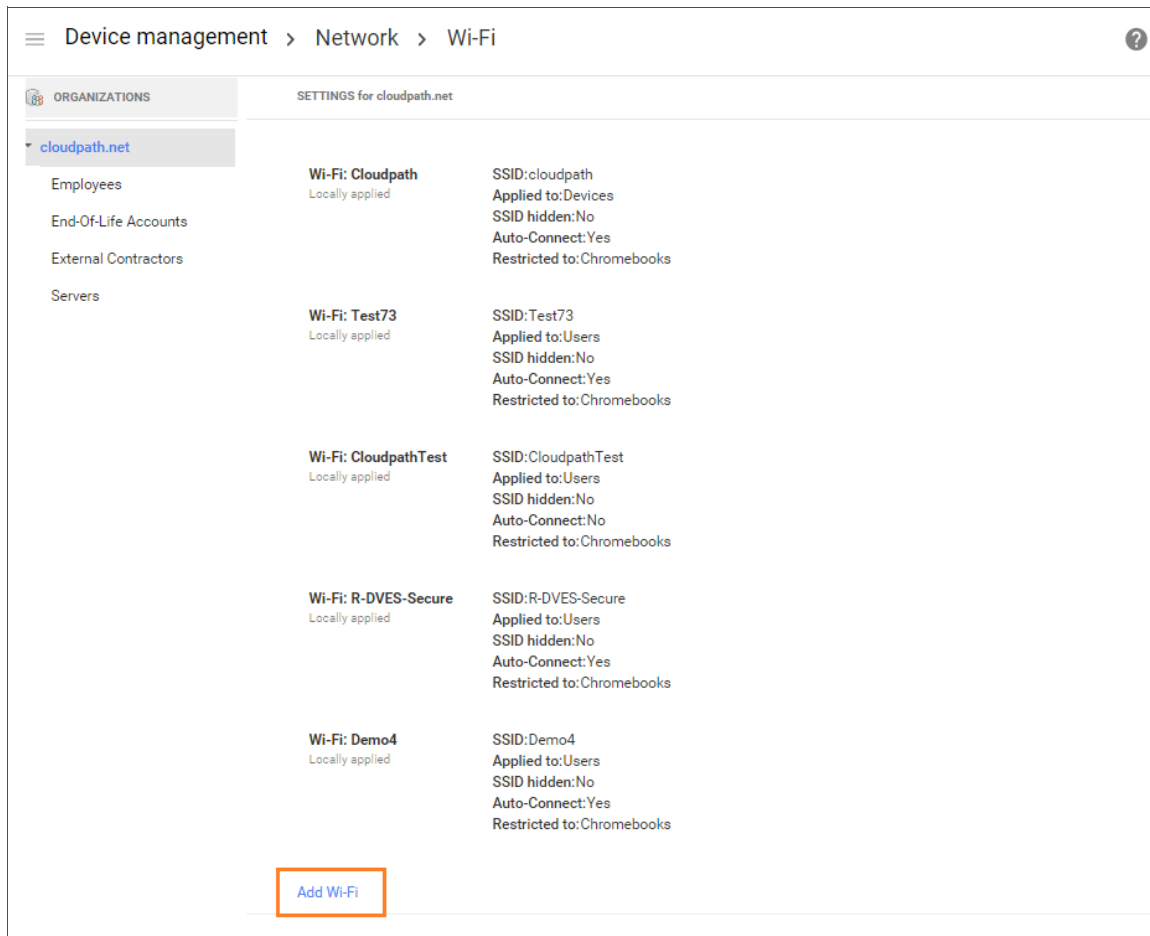 Device management > Network > Wi-Fi
ORGANIZATIONS
cloudpath.net
Employees
End-Of-Life Accounts
External Contractors
Servers
SETTINGS for cloudpath.net
Wi-Fi: Cloudpath
Locally applied
SSID:cloudpath
Applied to:Devices
SSID hidden:No
Auto-Connect:Yes
Restricted to:Chromebooks
Wi-Fi: Test73
Locally applied
SSID:Test73
Applied to:Users
SSID hidden:No
Auto-Connect:Yes
Restricted to:Chromebooks
Wi-Fi: CloudpathTest
Locally applied
SSID:CloudpathTest
Applied to:Users
SSID hidden:No
Auto-Connect:No
Restricted to:Chromebooks
Wi-Fi: R-DVES-Secure
Locally applied
SSID:R-DVES-Secure
Applied to:Users
SSID hidden:No
Auto-Connect:Yes
Restricted to:Chromebooks
Wi-Fi: Demo4
Locally applied
SSID:Demo4
Applied to:Users
SSID hidden:No
Auto-Connect:Yes
Restricted to:Chromebooks
Add Wi-Fi